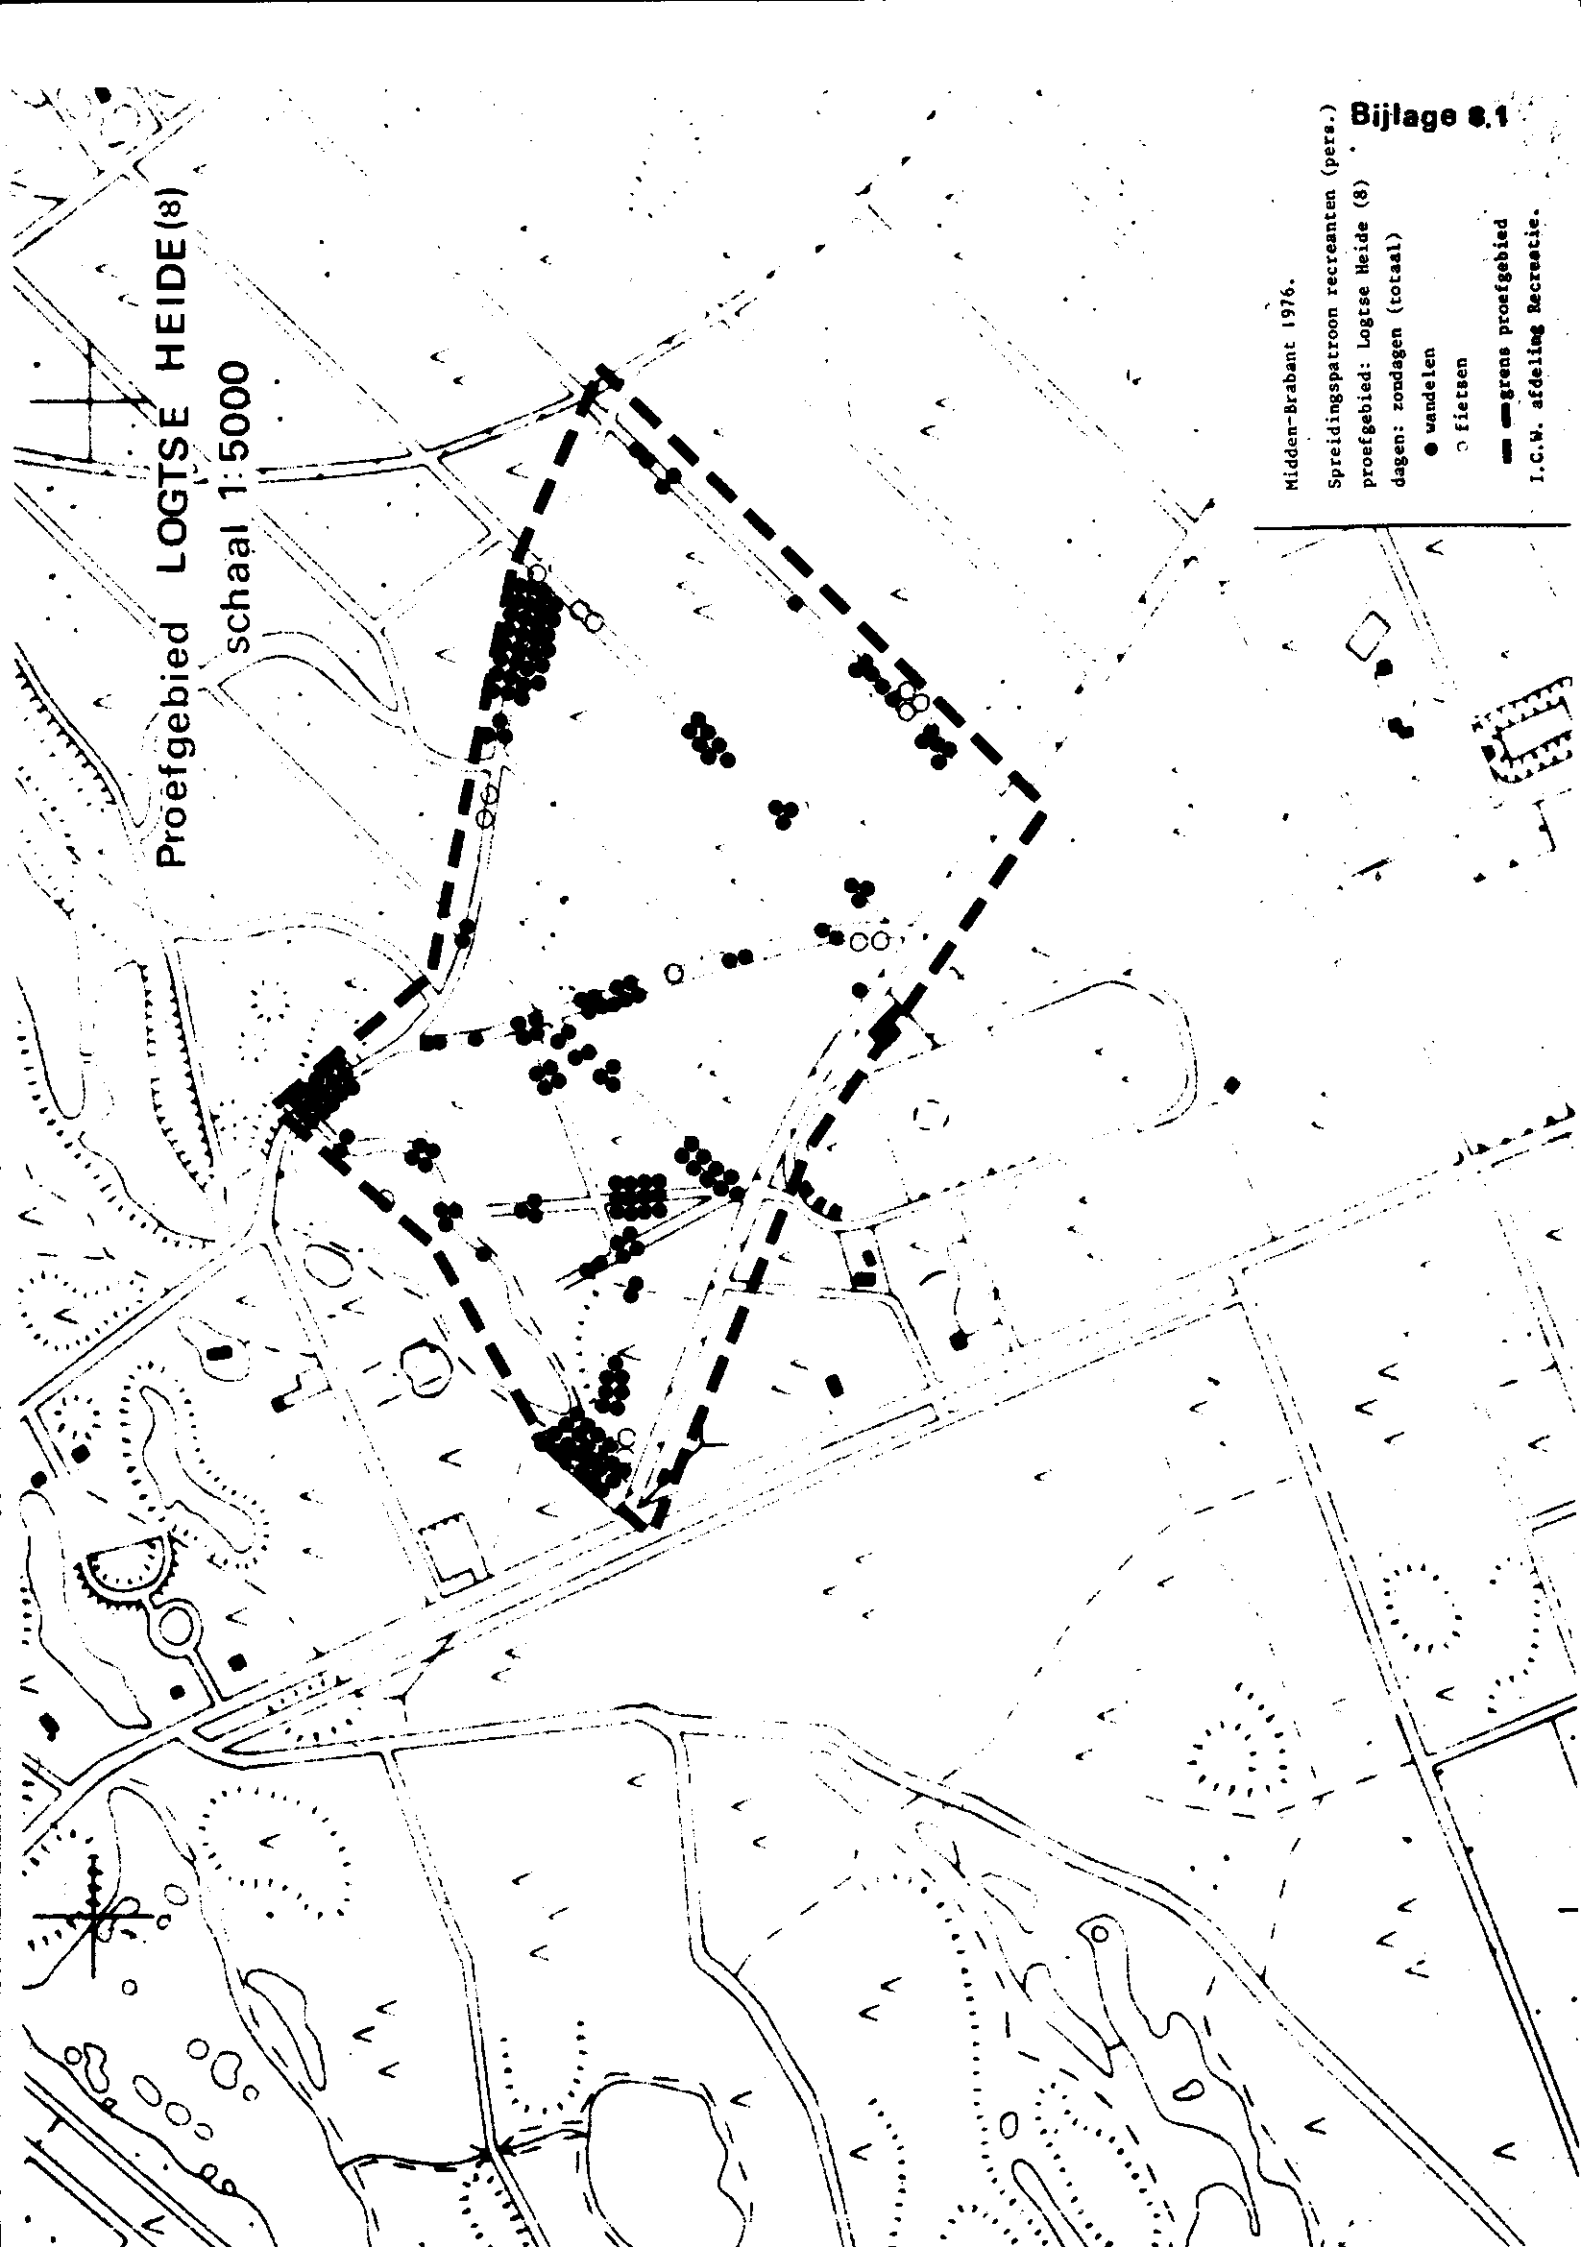 Proefgebied LOGTSE HEIDE (8)
schaal 1:5000
Bijlage 8.1
Midden-Brabant 1976.
Spreidingspatroon recreanten (pers.)
proefgebied: Logtse Heide (8)
dagen: zondagen (totaal)
wandelen
fietsen
grens proefgebied
I.C.W. afdeling Recreatie.